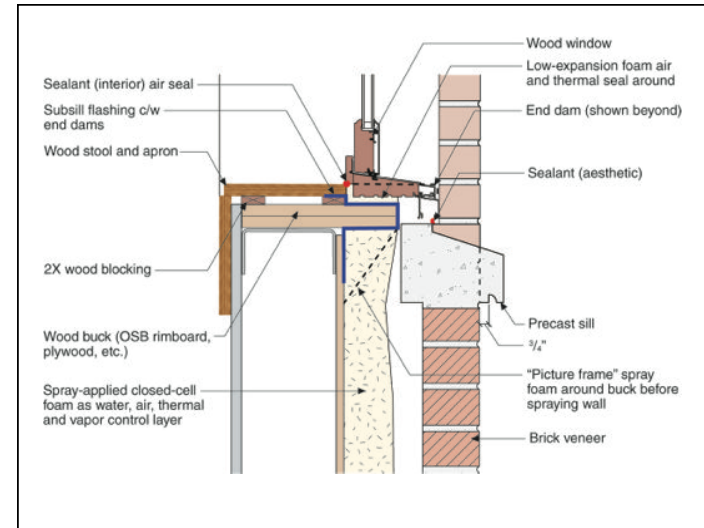 Sealant (interior) air seal
Subsill flashing c/w
end dams
Wood stool and apron
2X wood blocking
Wood buck (OSB rimboard,
plywood, etc.)
Spray-applied closed-cell
foam as water, air, thermal
and vapor control layer
Wood window
Low-expansion foam air
and thermal seal around
End dam (shown beyond)
Sealant (aesthetic)
Precast sill
3/4"
“Picture frame” spray
foam around buck before
spraying wall
Brick veneer